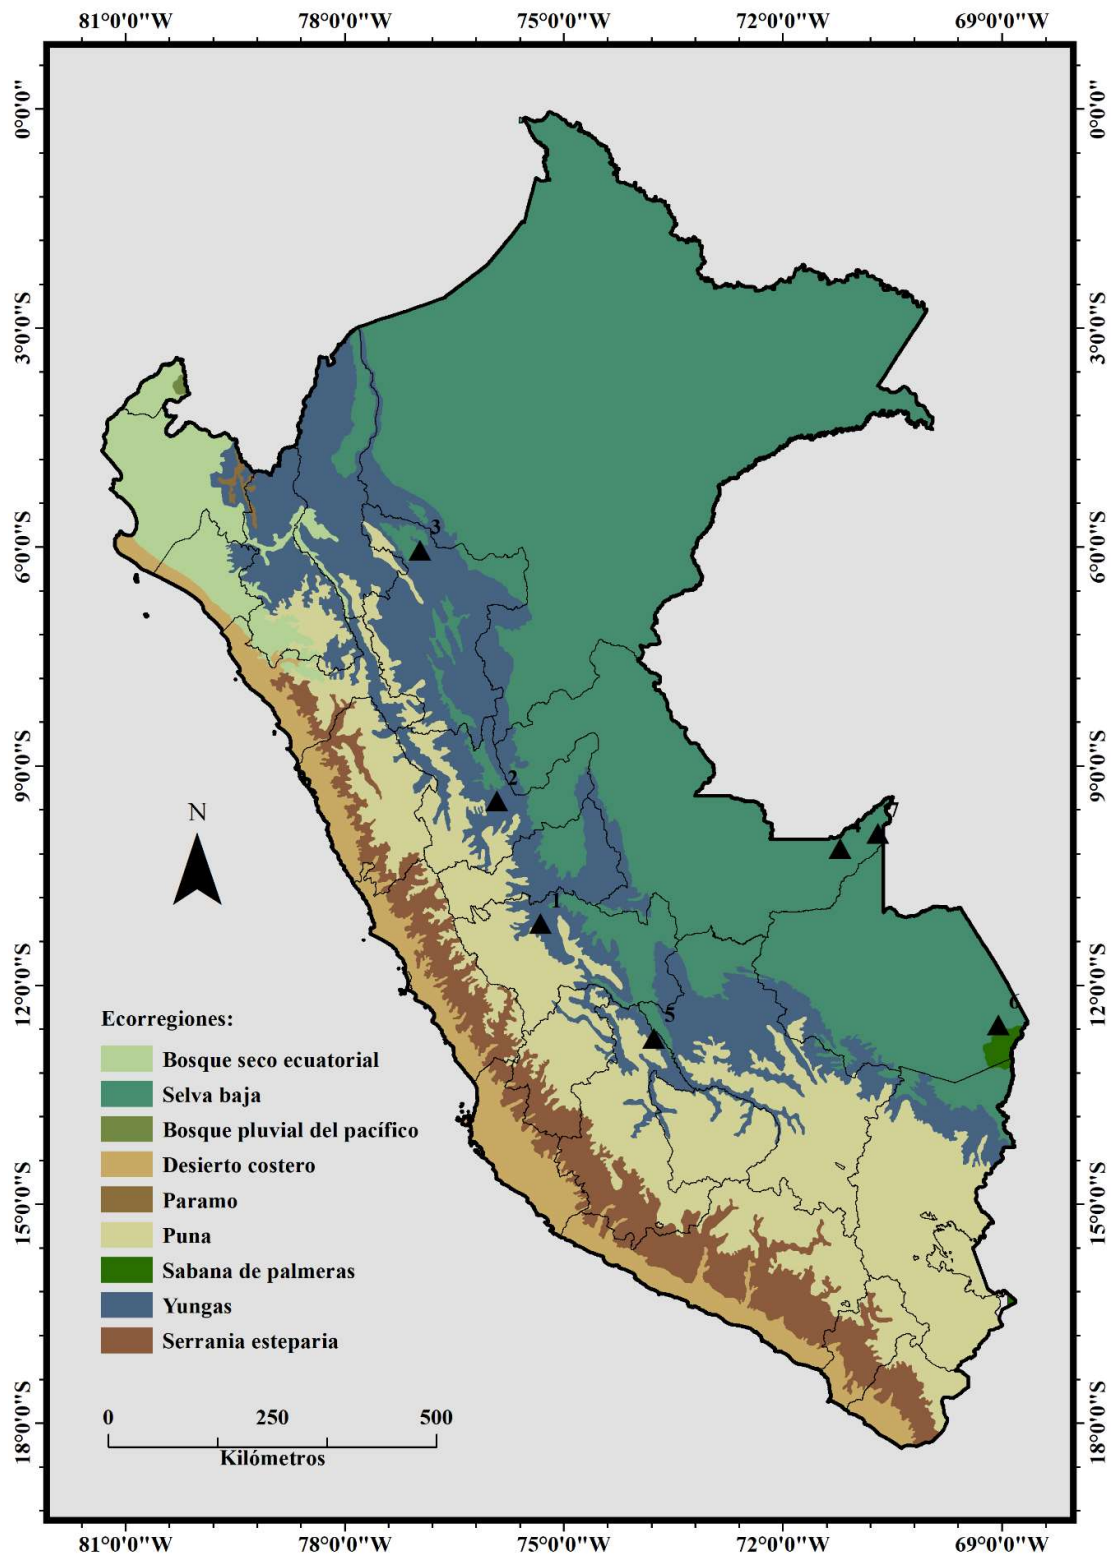 81°0'0"W 78°0'0"W 75°0'0"W 72°0'0"W 69°0'0"W
0°0'0" 0°0'0"
3°0'0"S 3°0'0"S
3
6°0'0"S 6°0'0"S
2
9°0'0"S 9°0'0"S
N
7
1
12°0'0"S 12°0'0"S
6
5
Ecorregiones:
Bosque seco ecuatorial
Selva baja
Bosque pluvial del pacífico
Desierto costero
Paramo
Puna
Sabana de palmeras
Yungas
Serrania esteparia
15°0'0"S 15°0'0"S
0 250 500
Kilómetros
18°0'0"S 18°0'0"S
81°0'0"W 78°0'0"W 75°0'0"W 72°0'0"W 69°0'0"W